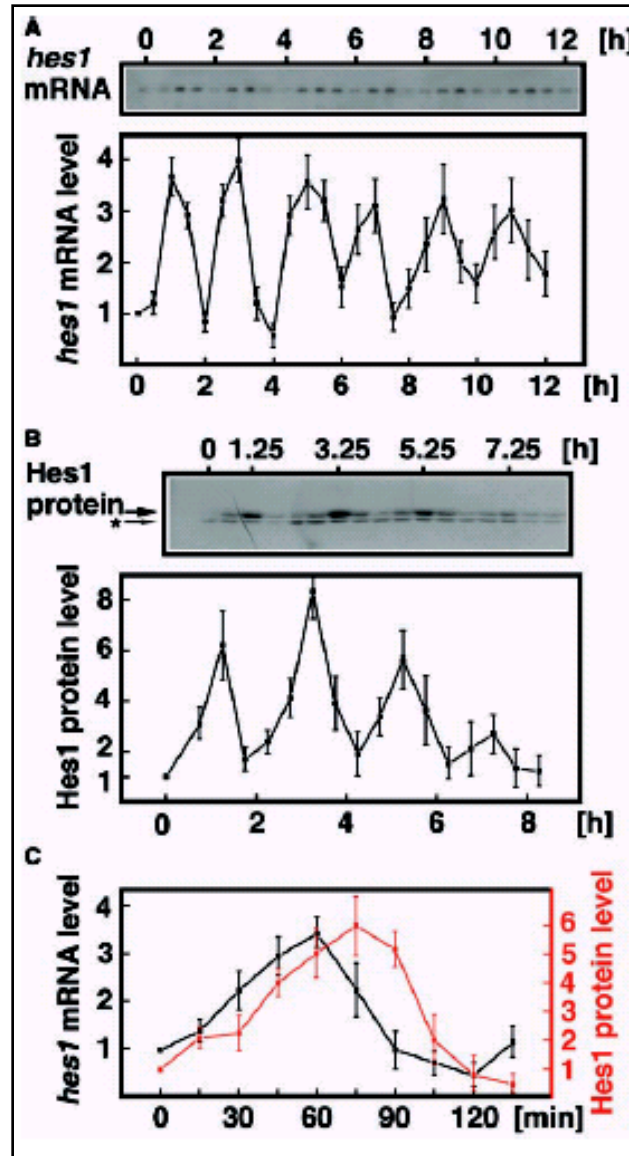 A
0 2 4 6 8 10 12 [h]
hes1
mRNA
hes1 mRNA level
4
3
2
1
0 2 4 6 8 10 12
[h]
B
0 1.25 3.25 5.25 7.25 [h]
Hes1
protein
*
Hes1 protein level
8
6
4
2
1
0 2 4 6 8 [h]
C
hes1 mRNA level
4
3
2
1
6
5
4
3
2
1
Hes1 protein level
0 30 60 90 120 [min]